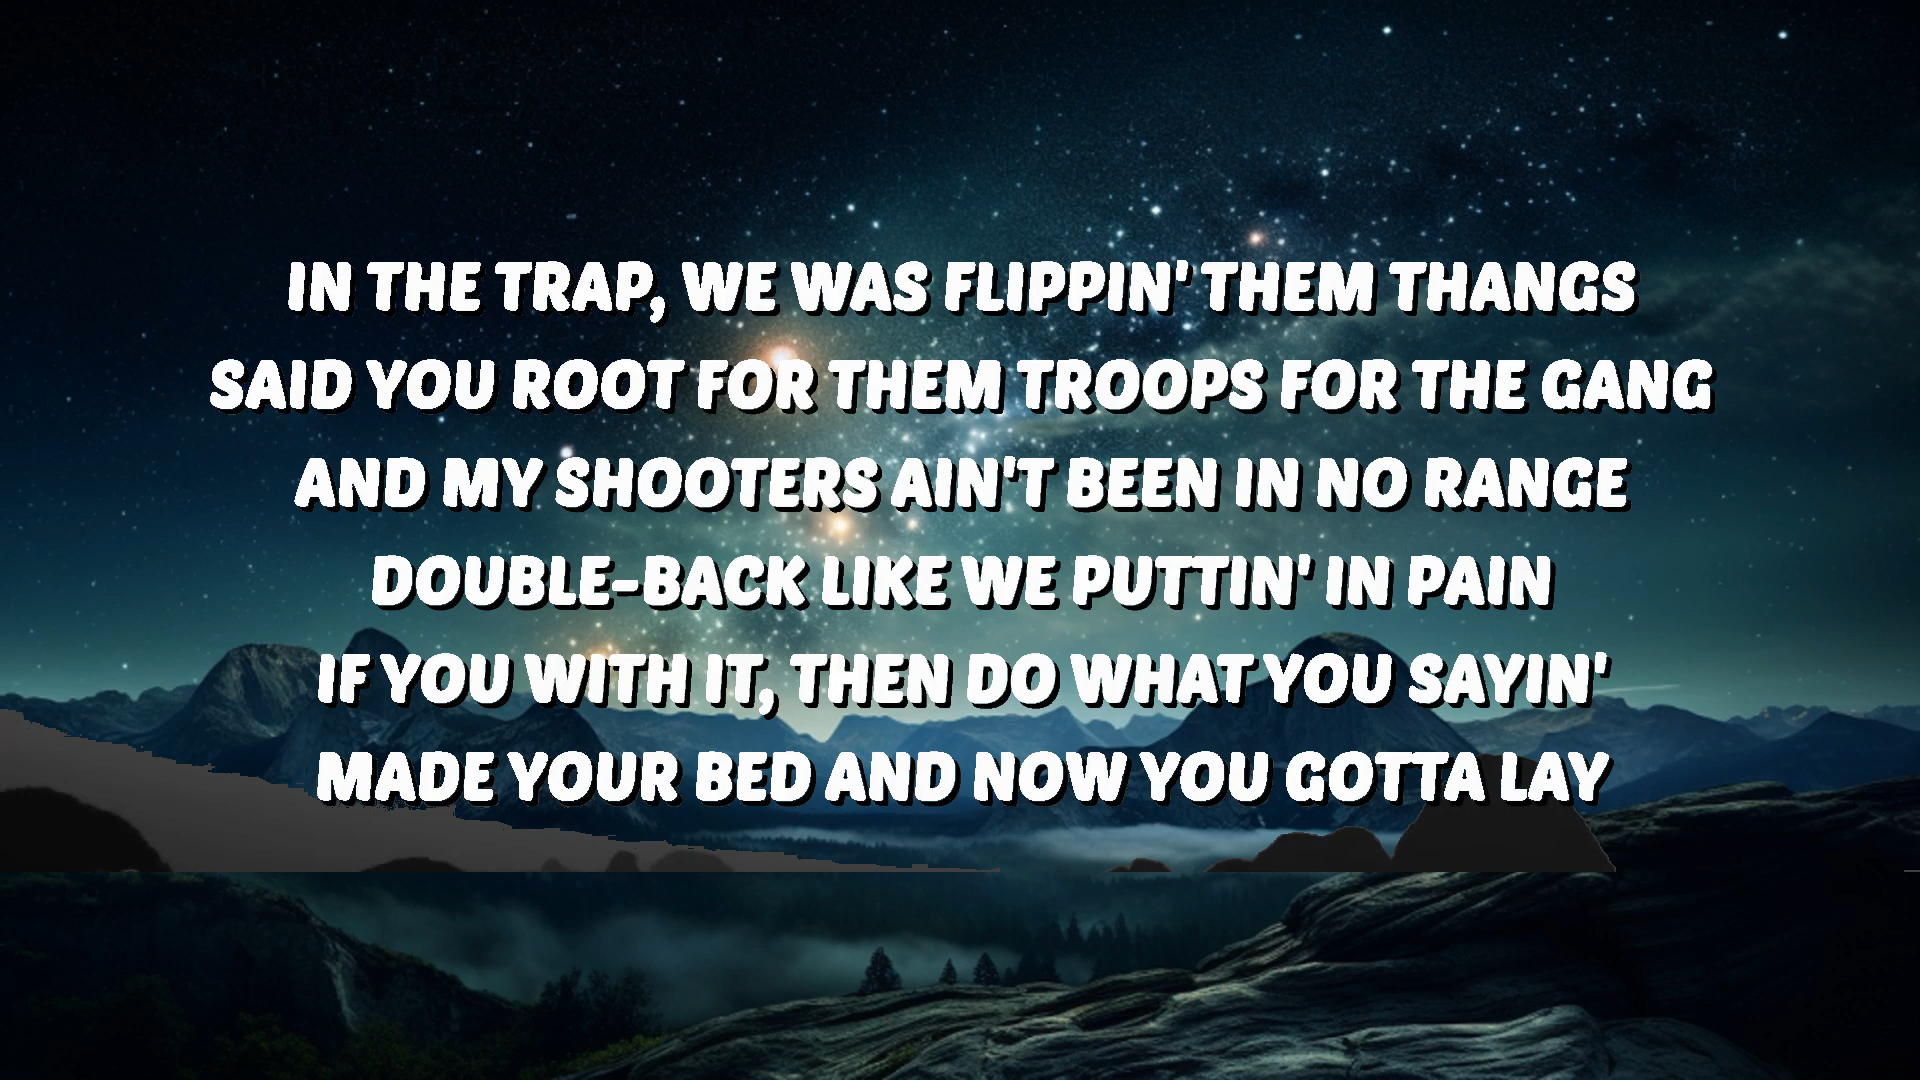 IN THE TRAP, WE WAS FLIPPIN' THEM THANGS
SAID YOU ROOT FOR THEM TROOPS FOR THE GANG
AND MY SHOOTERS AIN'T BEEN IN NO RANGE
DOUBLE-BACK LIKE WE PUTTIN' IN PAIN
IF YOU WITH IT, THEN DO WHAT YOU SAYIN'
MADE YOUR BED AND NOW YOU GOTTA LAY